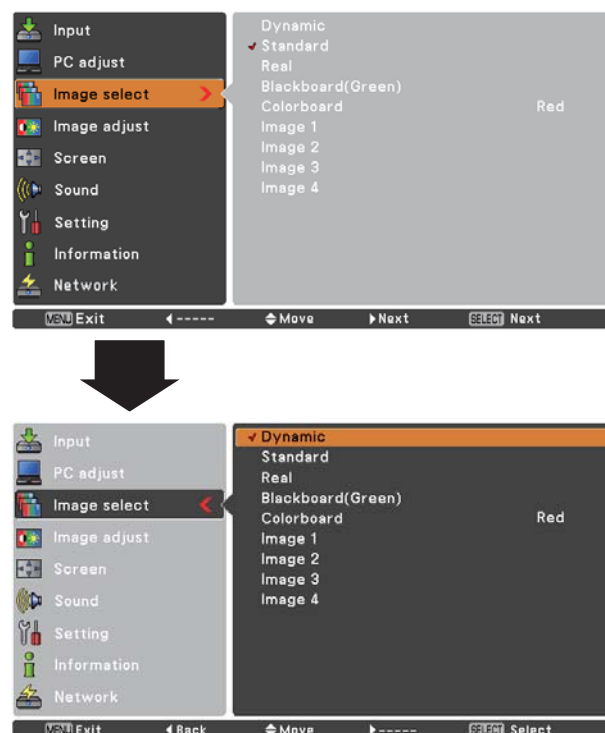 Input
PC adjust
Image select
Image adjust
Screen
Sound
Setting
Information
Network
Dynamic
Standard
Real
Blackboard(Green)
Colorboard Red
Image 1
Image 2
Image 3
Image 4
MENU Exit ----- Move Next SELECT Next
Input
PC adjust
Image select
Image adjust
Screen
Sound
Setting
Information
Network
Dynamic
Standard
Real
Blackboard(Green)
Colorboard Red
Image 1
Image 2
Image 3
Image 4
MENU Exit Back Move ----- SELECT Select